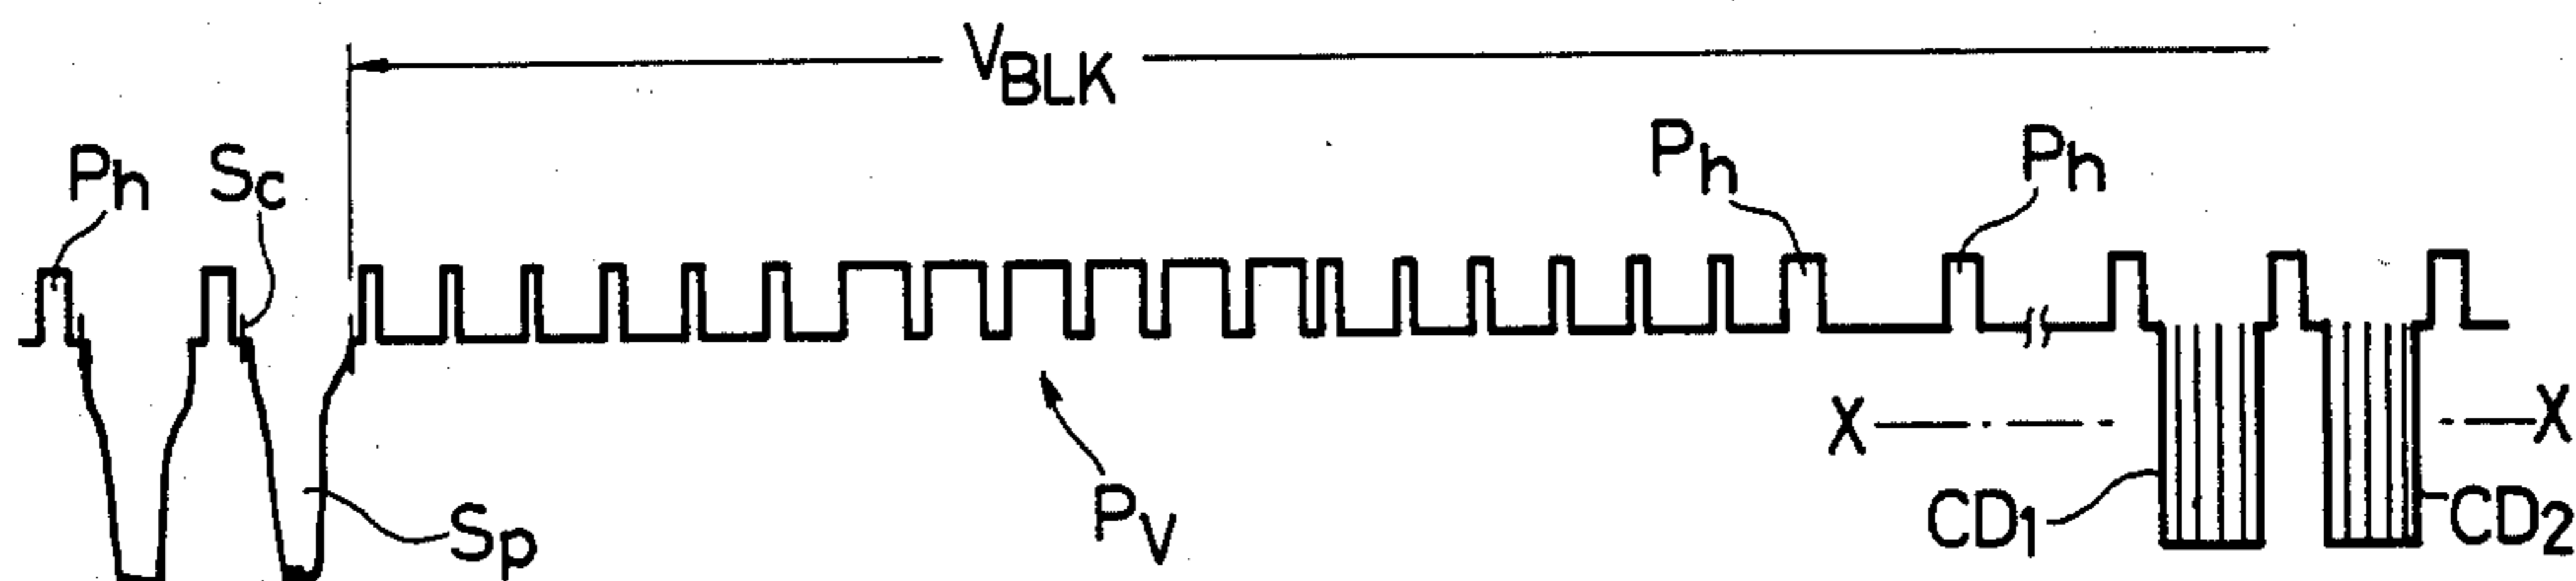 VBLK
Ph Sc Ph Ph
X X
Sp PV CD1 CD2